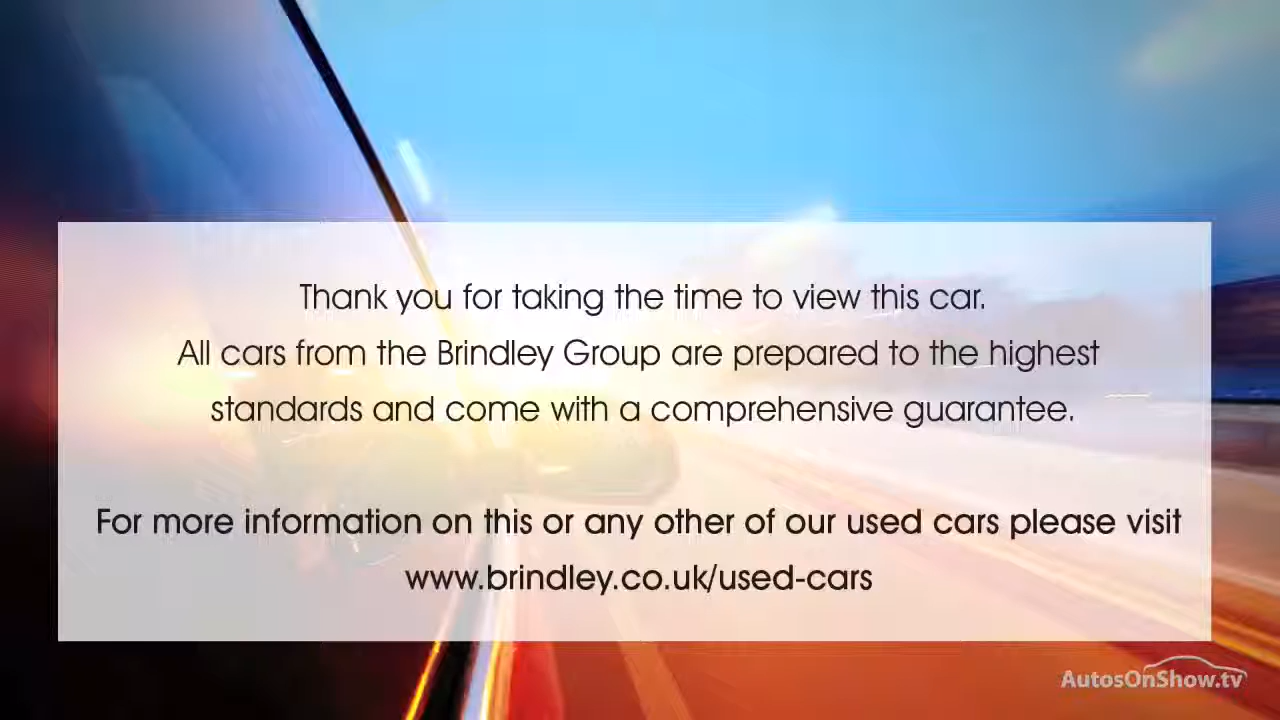 Thank you for taking the time to view this car.
All cars from the Brindley Group are prepared to the highest
standards and come with a comprehensive guarantee.
For more information on this or any other of our used cars please visit
www.brindley.co.uk/used-cars
AutosOnShow.tv